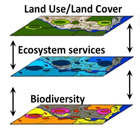 Land Use/Land Cover
Ecosystem services
Biodiversity